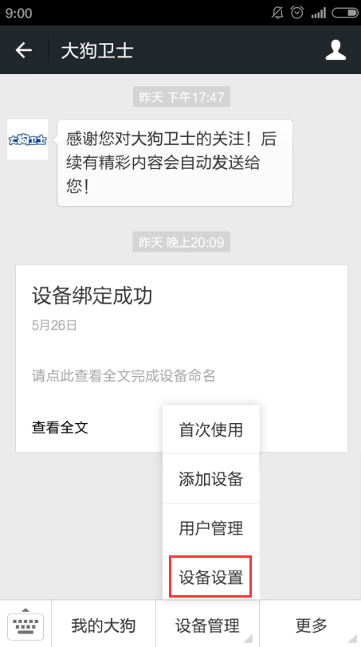 9:00
大狗卫士
昨天 下午17:47
大狗卫士
感谢您对大狗卫士的关注！后
续有精彩内容会自动发送给
您！
昨天 晚上20:09
设备绑定成功
5月26日
请点此查看全文完成设备命名
查看全文
首次使用
添加设备
用户管理
设备设置
我的大狗
设备管理
更多